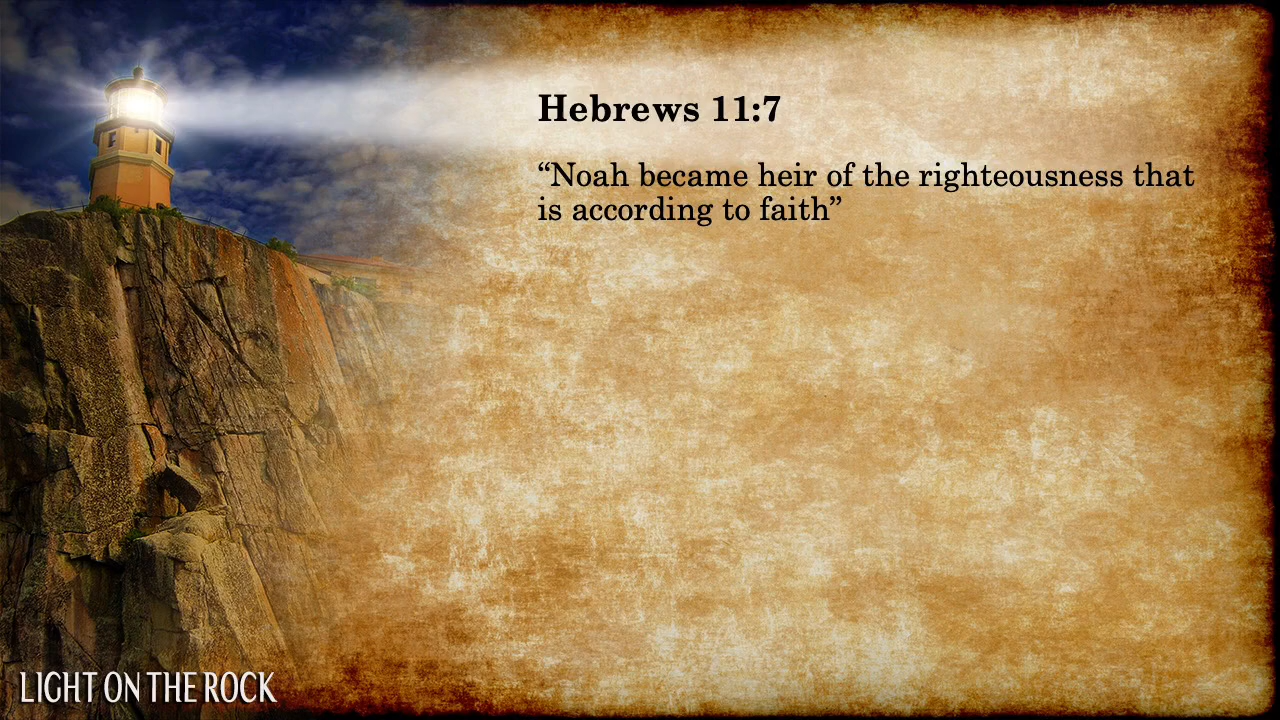 Hebrews 11:7
“Noah became heir of the righteousness that
is according to faith”
LIGHT ON THE ROCK